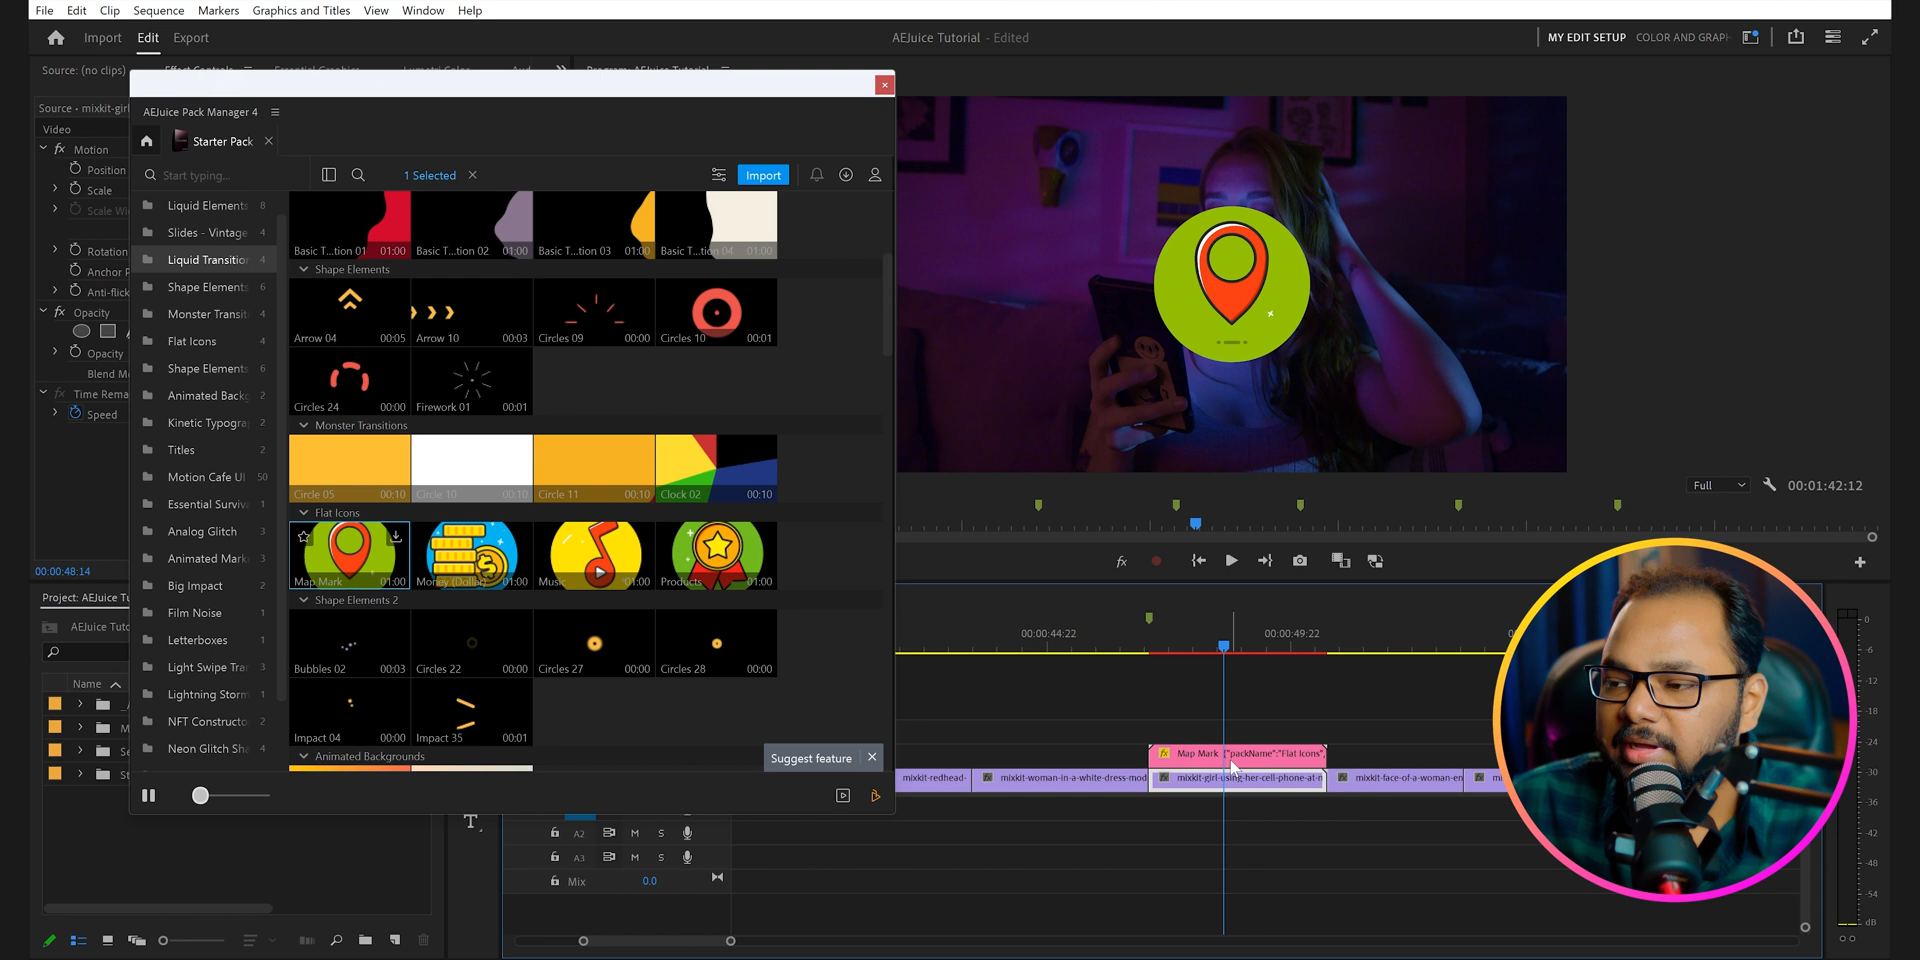 File Edit Clip Sequence Markers Graphics and Titles View Window Help
Import Edit Export
AEJuice Tutorial - Edited
MY EDIT SETUP COLOR AND GRAPH
Source: (no clips)
Source • mixkit-girl
Video
Motion
Position
Scale
Scale Wi
Rotation
Anchor P
Anti-flick
Opacity
Opacity
Blend Mo
Time Rema
Speed
00:00:48:14
AEJuice Pack Manager 4
Starter Pack
Start typing...
1 Selected
Import
Liquid Elements 8
Slides - Vintage 4
Liquid Transitio 4
Shape Elements 6
Monster Transit 4
Flat Icons 4
Shape Elements 6
Animated Back 2
Kinetic Typogra 2
Titles 2
Motion Cafe UI 50
Essential Surviv 1
Analog Glitch 3
Animated Mark 3
Big Impact 2
Film Noise 1
Letterboxes 1
Light Swipe Tra 3
Lightning Storm 1
NFT Constructo 2
Neon Glitch Sha 4
Basic T...tion 01 01:00 Basic T...tion 02 01:00 Basic T...tion 03 01:00 Basic T...tion 04 01:00
Shape Elements
Arrow 04 00:05 Arrow 10 00:03 Circles 09 00:00 Circles 10 00:01
Circles 24 00:00 Firework 01 00:01
Monster Transitions
Circle 05 00:10 Circle 10 00:10 Circle 11 00:10 Clock 02 00:10
Flat Icons
Map Mark 01:00 Money (Dollar) 01:00 Music 01:00 Products 01:00
Shape Elements 2
Bubbles 02 00:03 Circles 22 00:00 Circles 27 00:00 Circles 28 00:00
Impact 04 00:00 Impact 35 00:01
Animated Backgrounds
Suggest feature
Full
00:01:42:12
Project: AEJuice Tu
AEJuice Tuto
Name
00:00:44:22 00:00:49:22
Map Mark {"packName":"Flat Icons",
mixkit-redhead- mixkit-woman-in-a-white-dress-mod mixkit-girl-using-her-cell-phone-at-n mixkit-face-of-a-woman-en
A2 M S
A3 M S
Mix 0.0
0
-6
-12
-18
-24
-30
-36
-42
-48
-54
dB